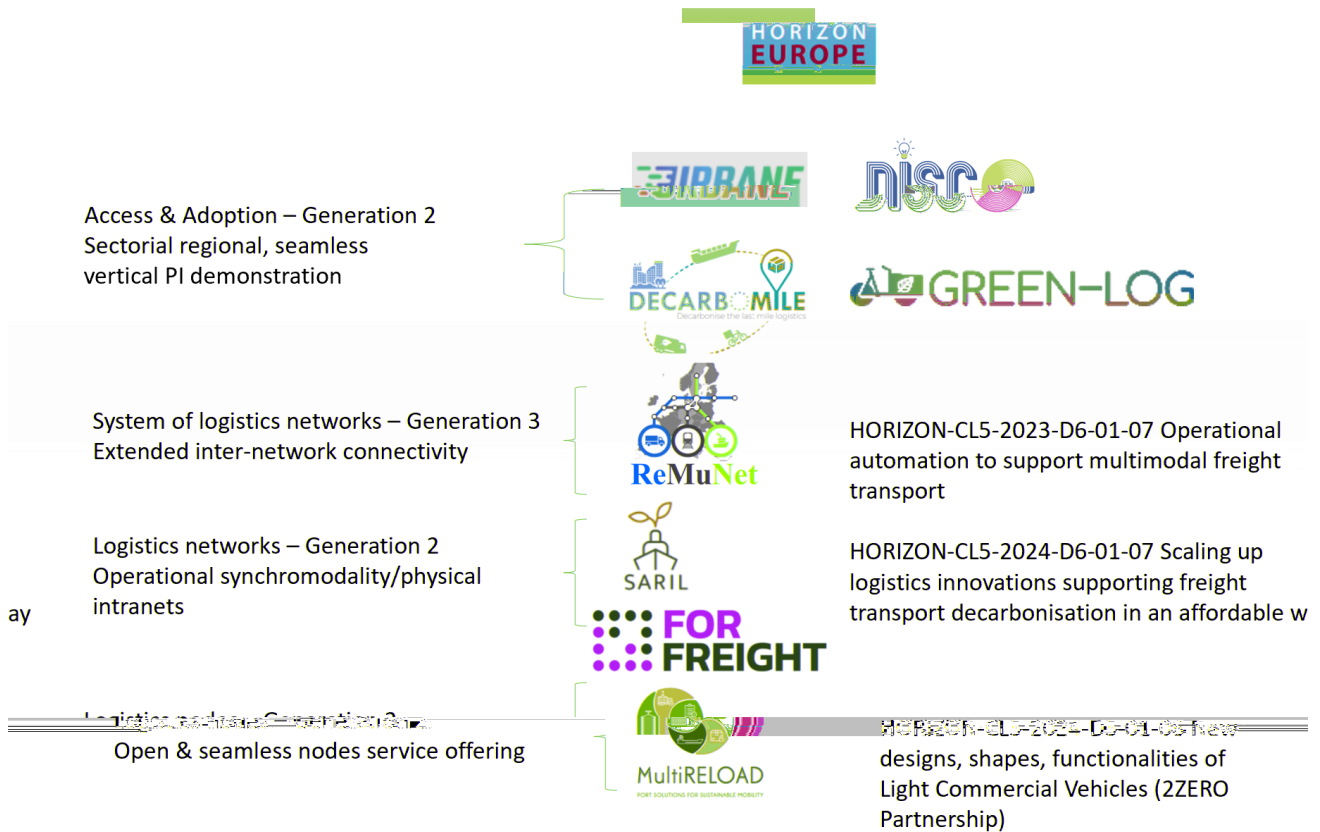 HORIZON
EUROPE
DISCO
Access & Adoption – Generation 2
Sectorial regional, seamless
vertical PI demonstration
DECARBOMILE
Decarbonise the last mile logistics
GREEN-LOG
System of logistics networks – Generation 3
Extended inter-network connectivity
ReMuNet
HORIZON-CL5-2023-D6-01-07 Operational
automation to support multimodal freight
transport
Logistics networks – Generation 2
Operational synchromodality/physical
intranets
SARIL
HORIZON-CL5-2024-D6-01-07 Scaling up
logistics innovations supporting freight
transport decarbonisation in an affordable w
ay
FOR
FREIGHT
Open & seamless nodes service offering
MultiRELOAD
PORT SOLUTIONS FOR SUSTAINABLE MOBILITY
designs, shapes, functionalities of
Light Commercial Vehicles (2ZERO
Partnership)